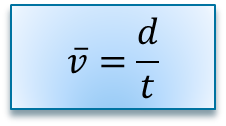 v̄ = d/t